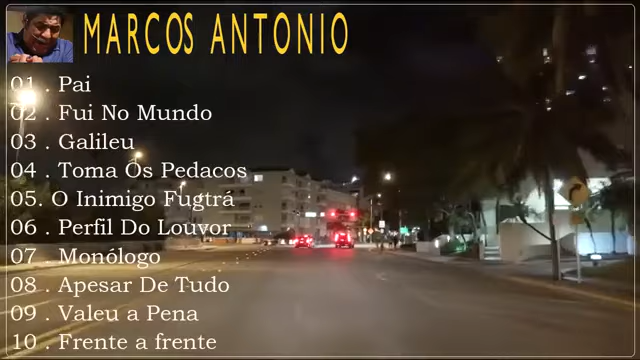 MARCOS ANTONIO
01 . Pai
02 . Fui No Mundo
03 . Galileu
04 . Toma Os Pedacos
05. O Inimigo Fugtrá
06 . Perfil Do Louvor
07 . Monólogo
08 . Apesar De Tudo
09 . Valeu a Pena
10 . Frente a frente